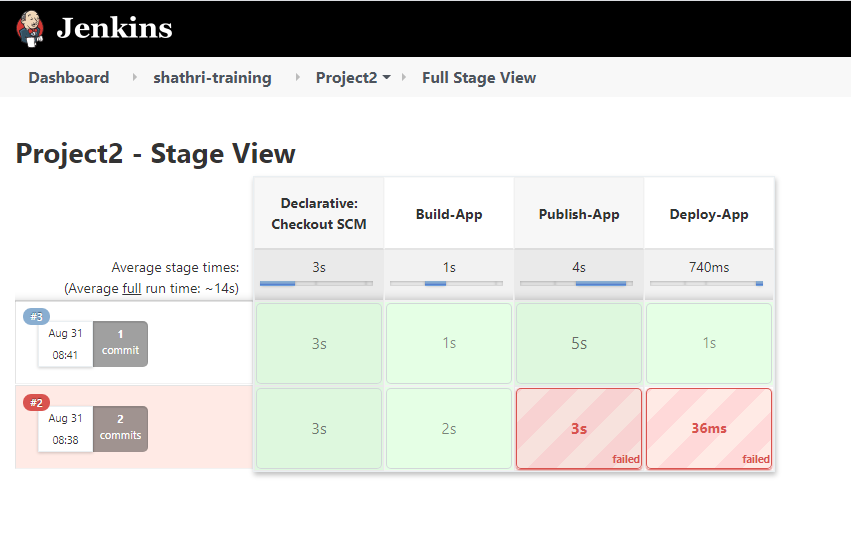 Jenkins
Dashboard
shathri-training
Project2
Full Stage View
Project2 - Stage View
Declarative:
Checkout SCM
Build-App
Publish-App
Deploy-App
Average stage times:
(Average full run time: ~14s)
3s
1s
4s
740ms
#3
Aug 31
08:41
1
commit
3s
1s
5s
1s
#2
Aug 31
08:38
2
commits
3s
2s
3s
failed
36ms
failed